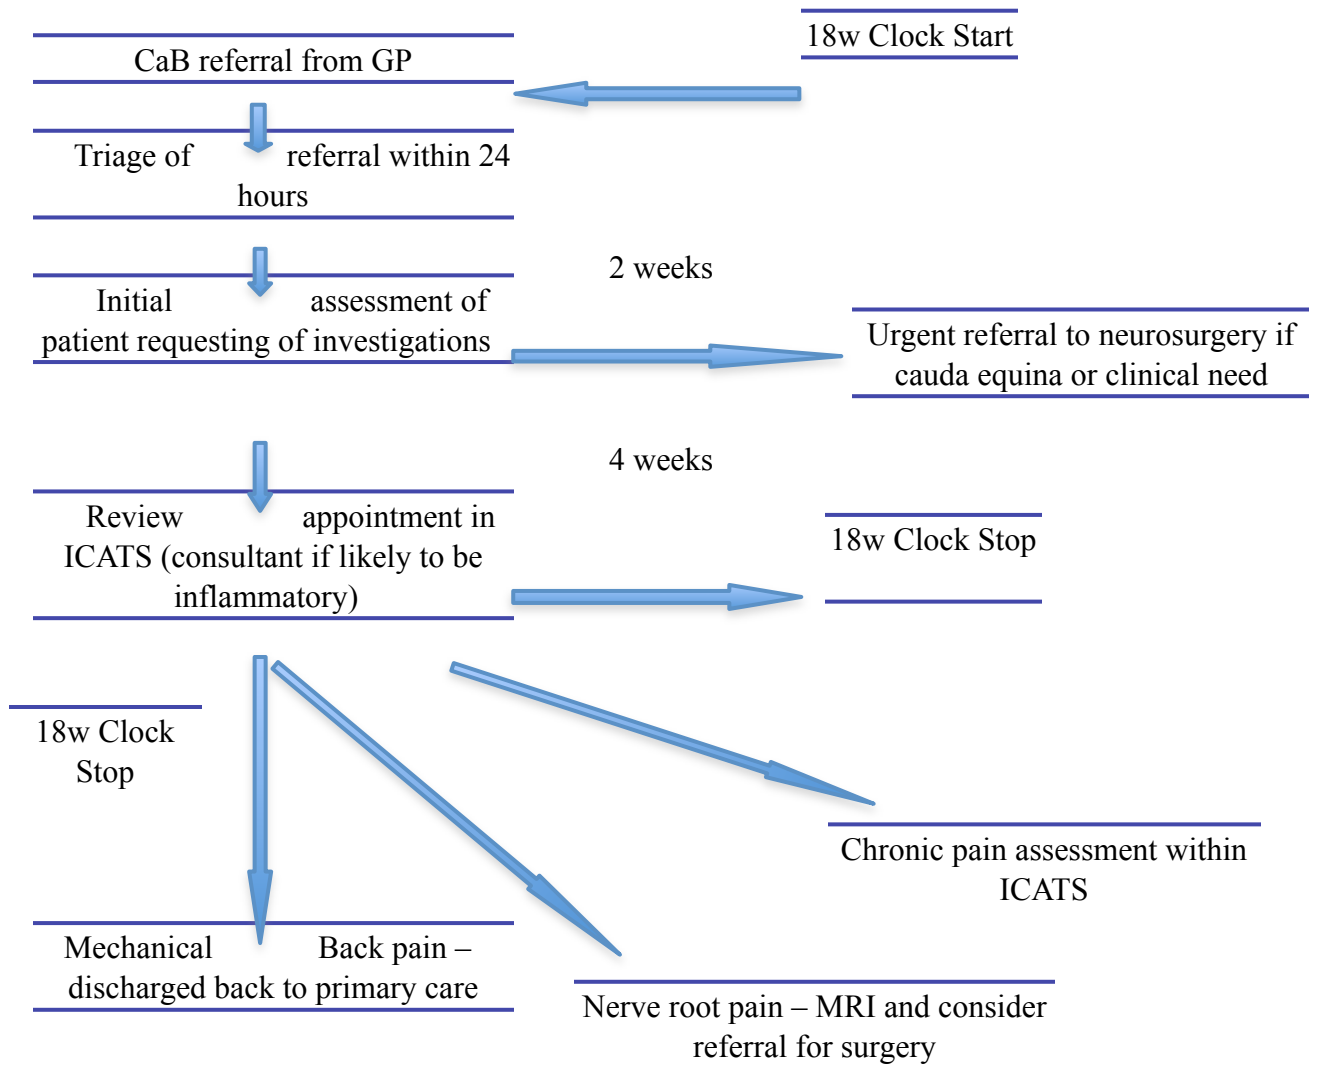 18w Clock Start
CaB referral from GP
Triage of referral within 24
hours
2 weeks
Initial assessment of
patient requesting of investigations
Urgent referral to neurosurgery if
cauda equina or clinical need
4 weeks
Review appointment in
ICATS (consultant if likely to be
inflammatory)
18w Clock Stop
18w Clock
Stop
Chronic pain assessment within
ICATS
Mechanical Back pain –
discharged back to primary care
Nerve root pain – MRI and consider
referral for surgery